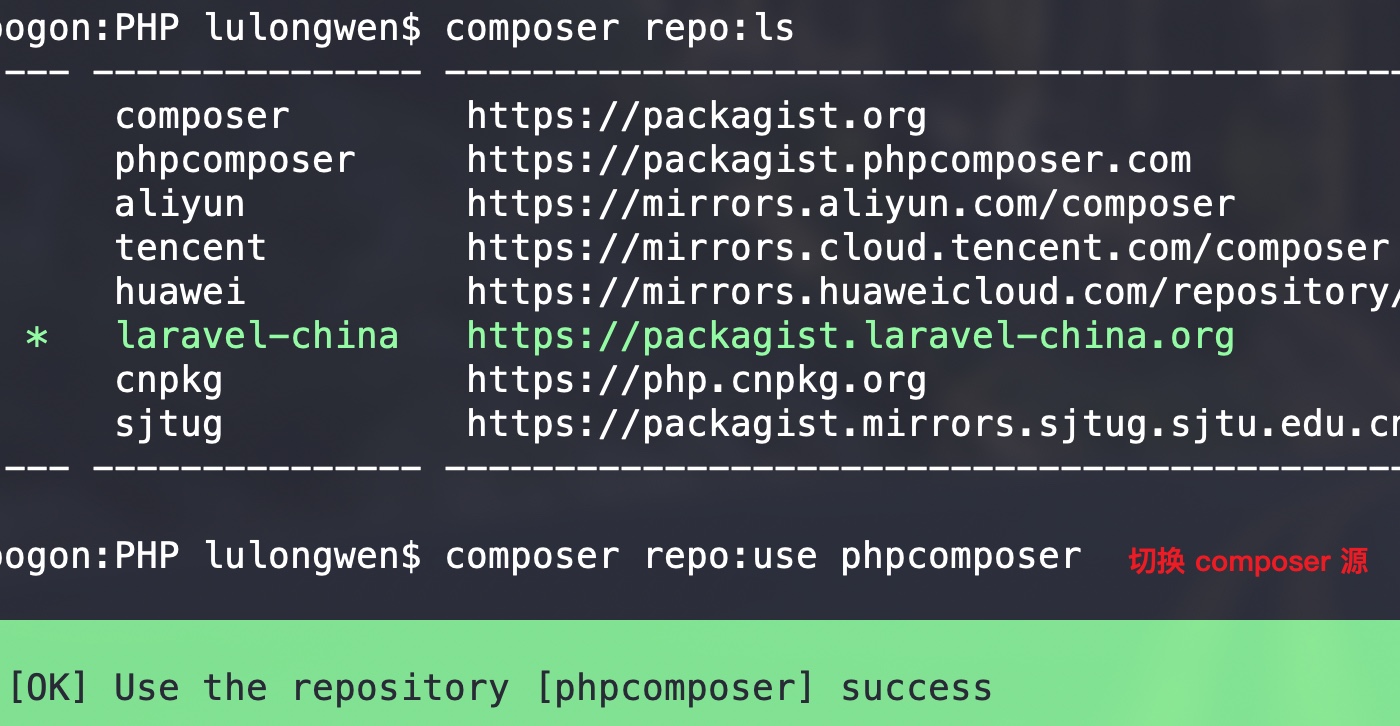 ogon:PHP lulongwen$ composer repo:ls
--- --------------- --------------------------------------------
composer https://packagist.org
phpcomposer https://packagist.phpcomposer.com
aliyun https://mirrors.aliyun.com/composer
tencent https://mirrors.cloud.tencent.com/composer
huawei https://mirrors.huaweicloud.com/repository/
* laravel-china https://packagist.laravel-china.org
cnpkg https://php.cnpkg.org
sjtug https://packagist.mirrors.sjtug.sjtu.edu.cn
--- --------------- --------------------------------------------
ogon:PHP lulongwen$ composer repo:use phpcomposer 切换 composer 源
[OK] Use the repository [phpcomposer] success